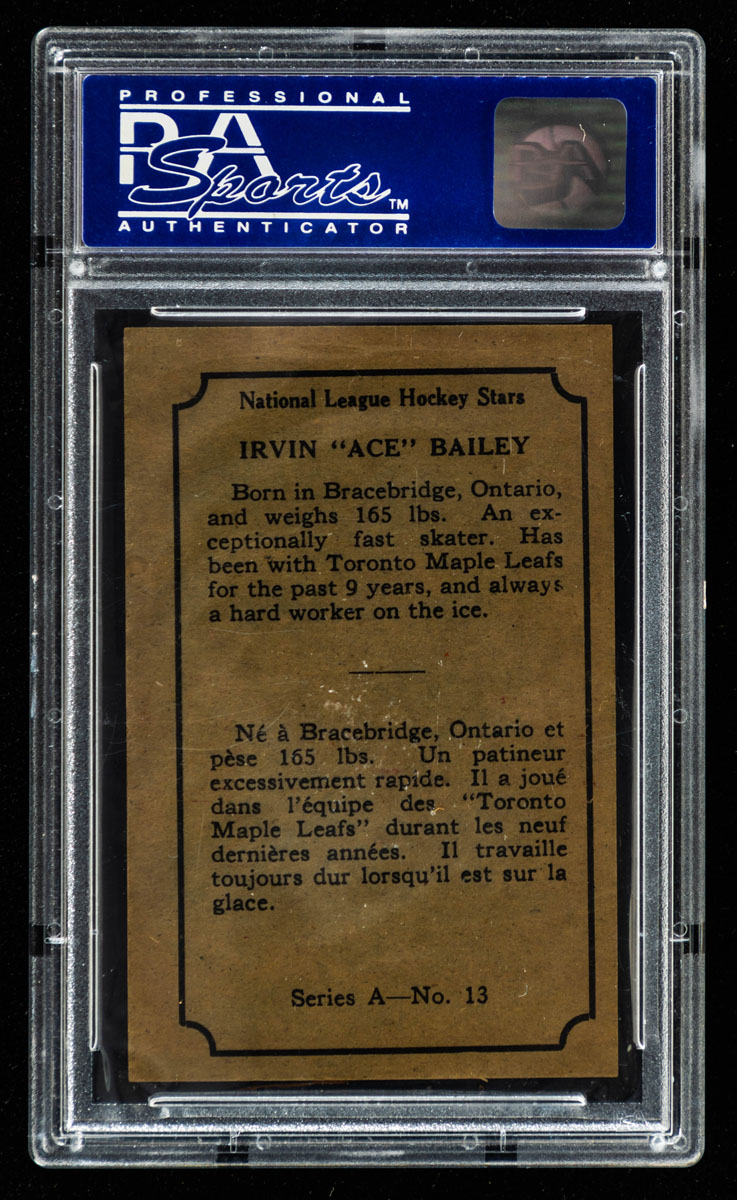 PROFESSIONAL
PSA
Sports™
AUTHENTICATOR
National League Hockey Stars
IRVIN "ACE" BAILEY
Born in Bracebridge, Ontario,
and weighs 165 lbs. An ex-
ceptionally fast skater. Has
been with Toronto Maple Leafs
for the past 9 years, and always
a hard worker on the ice.
Né à Bracebridge, Ontario et
pèse 165 lbs. Un patineur
excessivement rapide. Il a joué
dans l'équipe des "Toronto
Maple Leafs" durant les neuf
dernières années. Il travaille
toujours dur lorsqu'il est sur la
glace.
Series A—No. 13